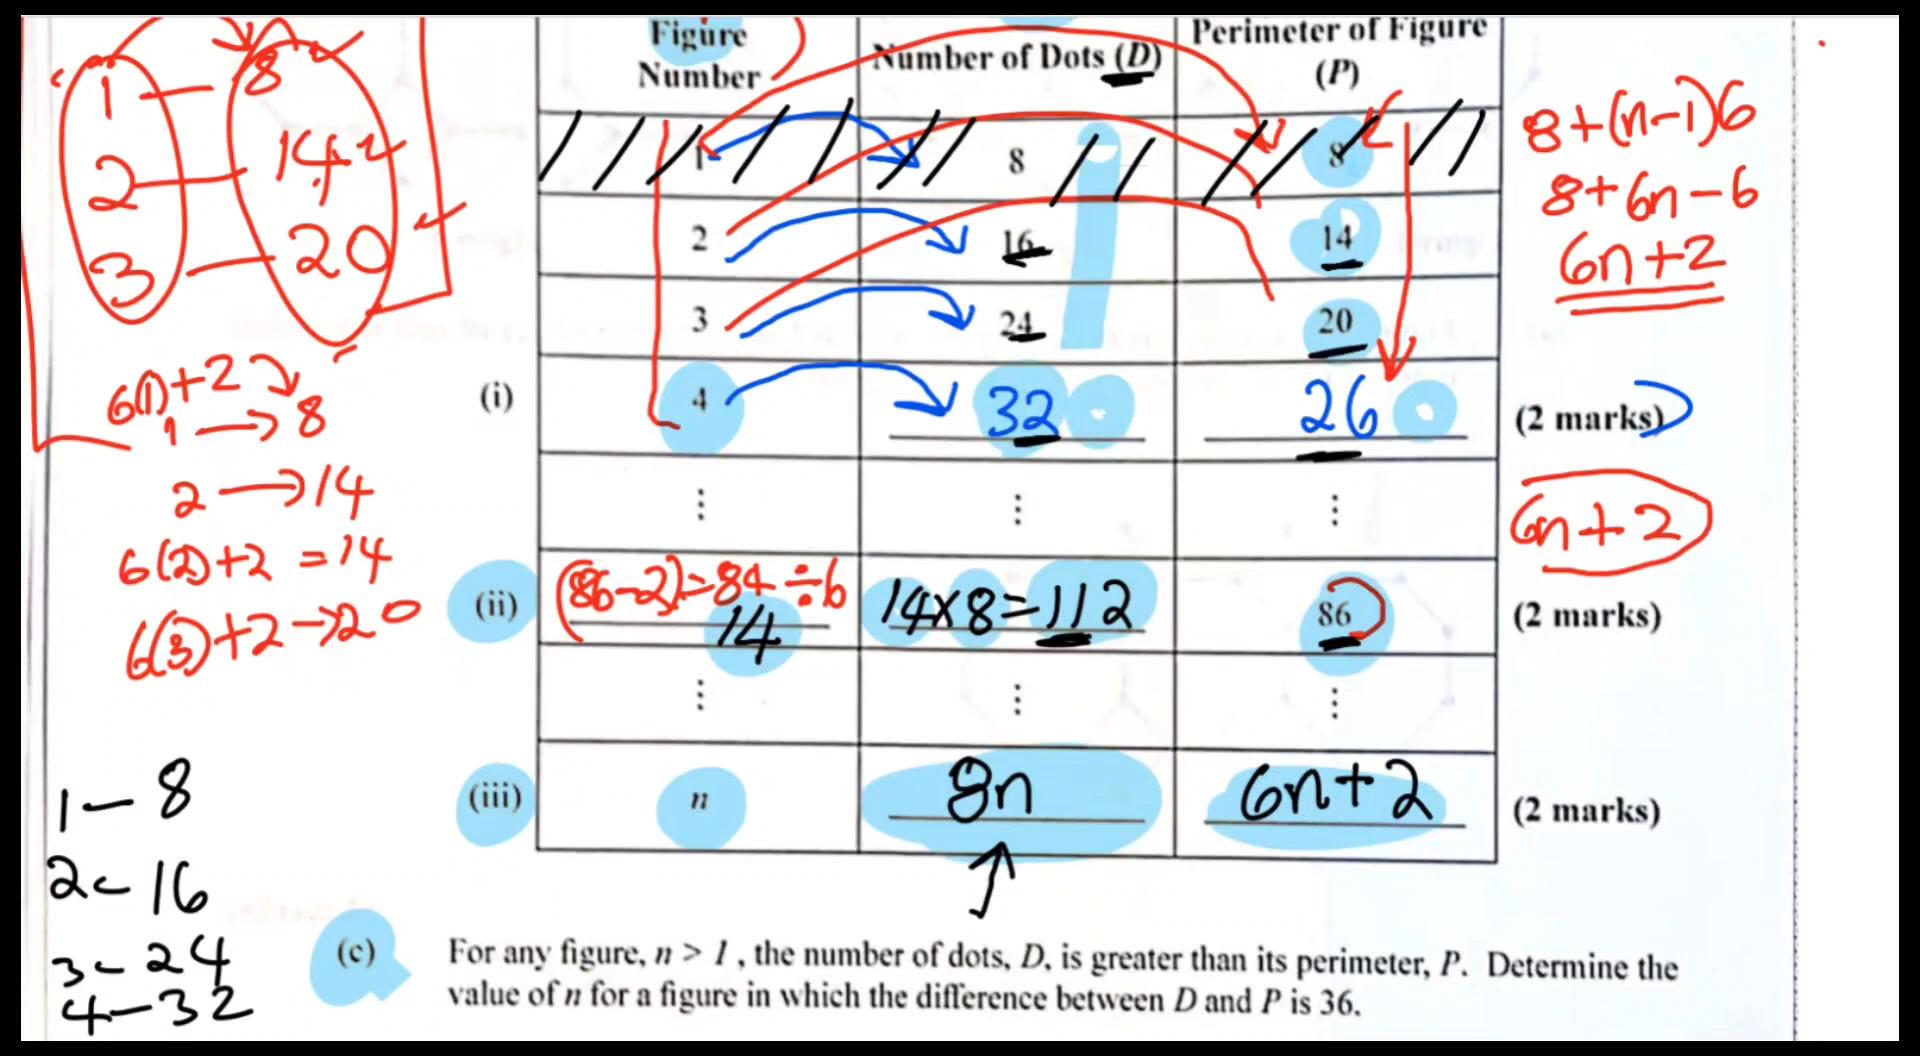 Figure Number
Number of Dots (D)
Perimeter of Figure (P)
1 8 8
2 16 14
3 24 20
(i) 4 32 26 (2 marks)
⋮ ⋮ ⋮
(ii) (86-2)=84÷6 14 14×8=112 86 (2 marks)
⋮ ⋮ ⋮
(iii) n 8n 6n+2 (2 marks)
(c) For any figure, n > 1, the number of dots, D, is greater than its perimeter, P. Determine the
value of n for a figure in which the difference between D and P is 36.
1 — 8
2 — 14
3 — 20
6(1)+2
1 → 8
2 → 14
6(2)+2 = 14
6(3)+2 → 20
1 – 8
2 – 16
3 – 24
4 – 32
8+(n-1)6
8+6n-6
6n+2
6n+2